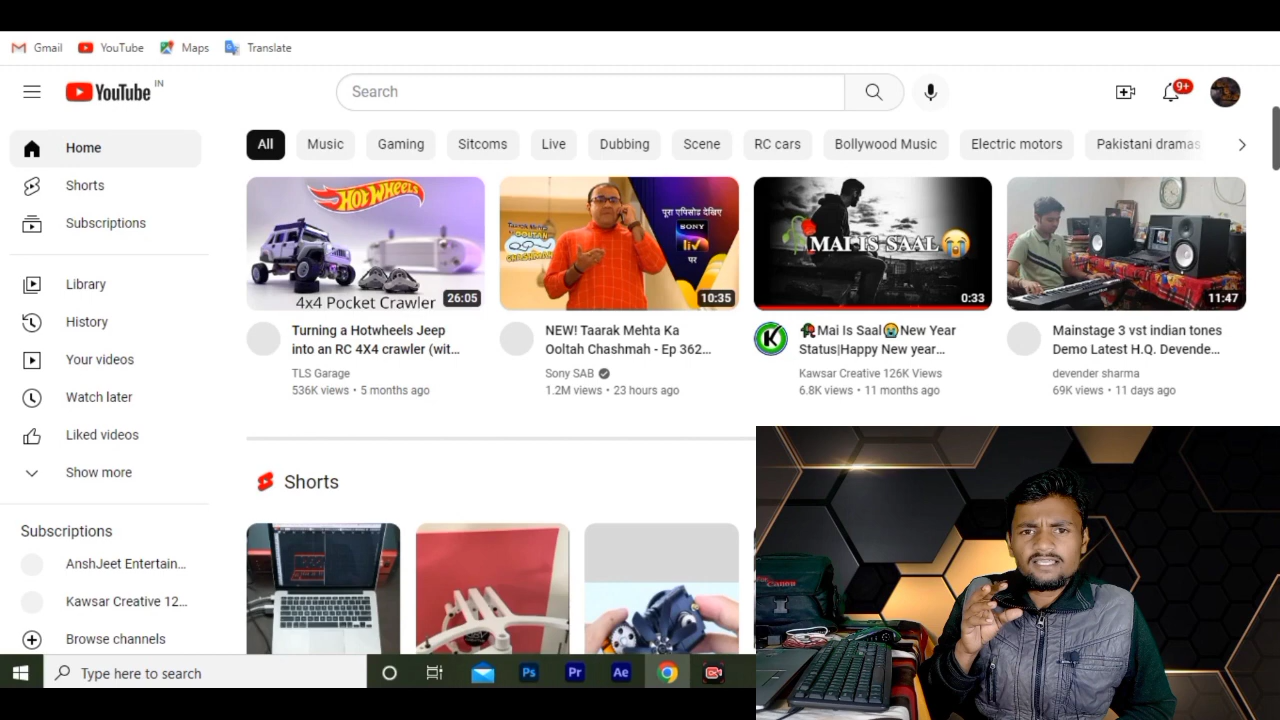 Gmail YouTube Maps Translate
YouTube IN
Search
9+
Home
Shorts
Subscriptions
Library
History
Your videos
Watch later
Liked videos
Show more
Subscriptions
AnshJeet Entertain...
Kawsar Creative 12...
Browse channels
All Music Gaming Sitcoms Live Dubbing Scene RC cars Bollywood Music Electric motors Pakistani dramas
HOT WHEELS
4x4 Pocket Crawler
26:05
Turning a Hotwheels Jeep
into an RC 4X4 crawler (wit...
TLS Garage
536K views • 5 months ago
पूरा एपिसोड देखिए
SONY
liv
पर
10:35
NEW! Taarak Mehta Ka
Ooltah Chashmah - Ep 362...
Sony SAB
1.2M views • 23 hours ago
MAI IS SAAL😭
0:33
K
🥀Mai Is Saal😭New Year
Status|Happy New year...
Kawsar Creative 126K Views
6.8K views • 11 months ago
11:47
Mainstage 3 vst indian tones
Demo Latest H.Q. Devende...
devender sharma
69K views • 11 days ago
Shorts
Canon
Type here to search
Ps Pr Ae